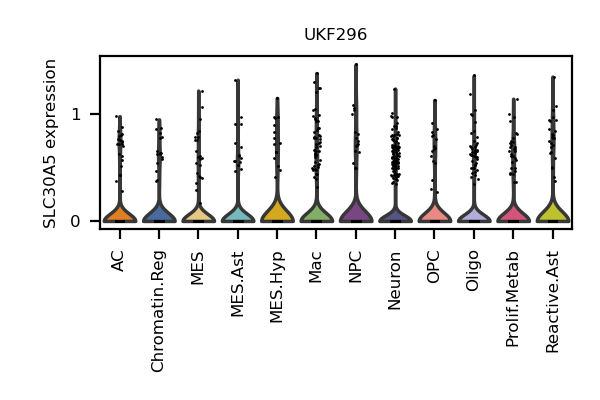 UKF296
SLC30A5 expression
1
0
AC
Chromatin.Reg
MES
MES.Ast
MES.Hyp
Mac
NPC
Neuron
OPC
Oligo
Prolif.Metab
Reactive.Ast